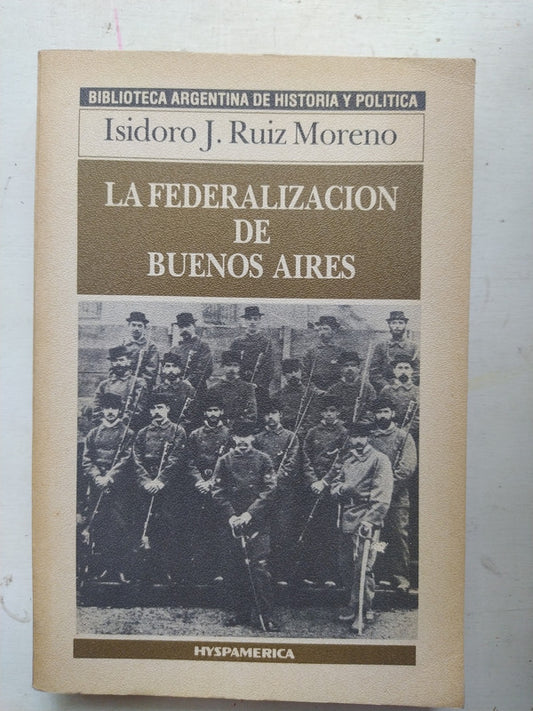 BIBLIOTECA ARGENTINA DE HISTORIA Y POLITICA
Isidoro J. Ruiz Moreno
LA FEDERALIZACION
DE
BUENOS AIRES
HYSPAMERICA